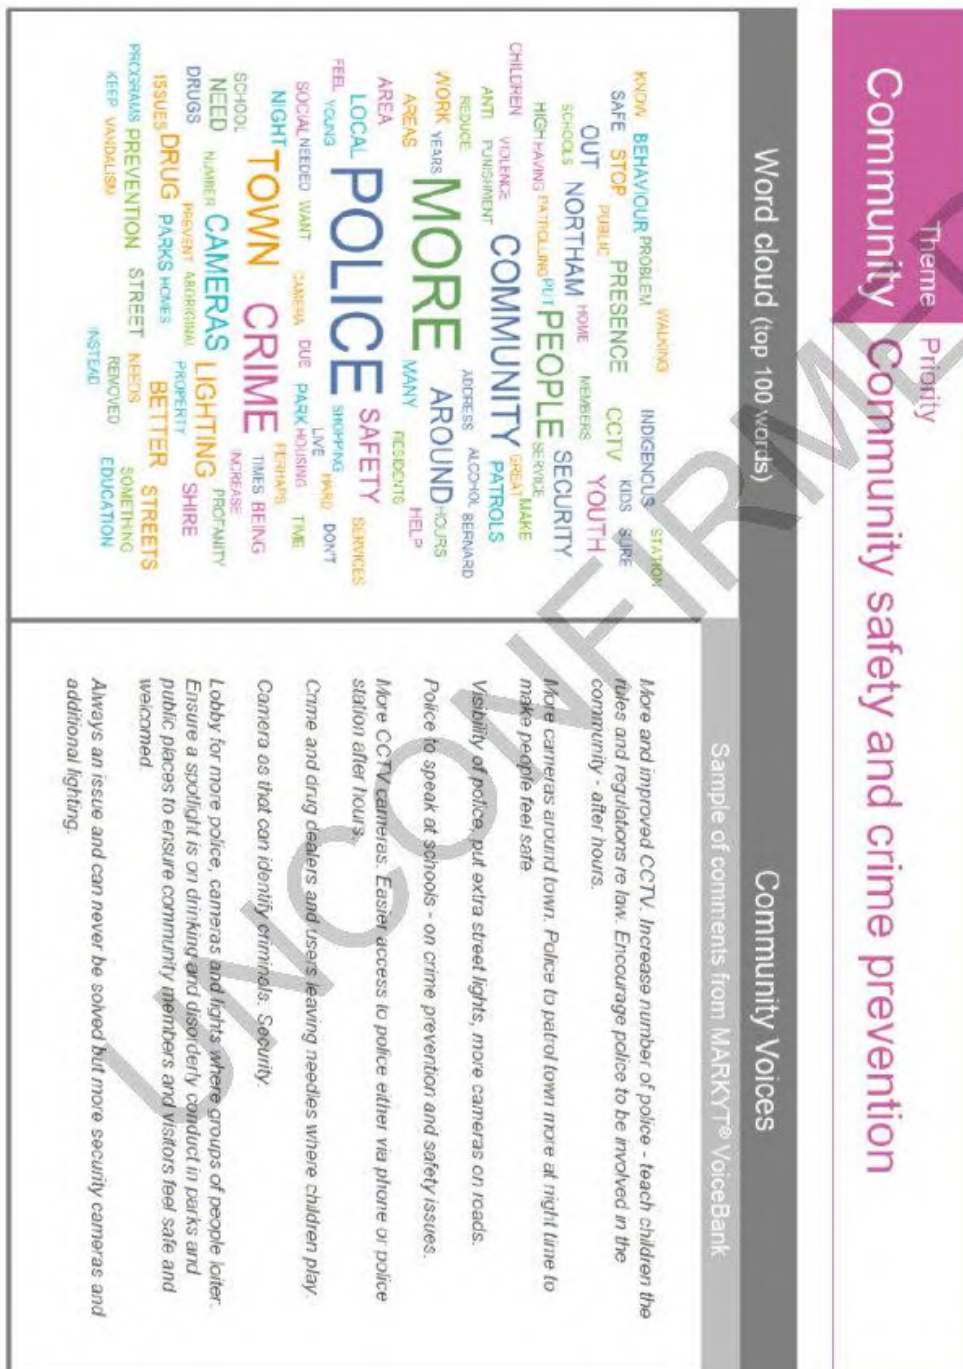 Theme
Community
Priority
Community safety and crime prevention
Word cloud (top 100 words)
WALKING
STATION
KNOW BEHAVIOUR PROBLEM
INDIGENOUS
SAFE STOP
PRESENCE
KIDS SURE
OUT
PUBLIC
CCTV
YOUTH
SCHOOLS NORTHAM HOME MEMBERS
SECURITY
HIGH HAVING PATROLLING PUT PEOPLE SERVICE
CHILDREN
VIOLENCE
COMMUNITY GREAT MAKE
ANTI PUNISHMENT
PATROLS
REDUCE
ADDRESS ALCOHOL BERNARD
WORK YEARS MORE AROUND HOURS
AREAS
MANY
HELP
AREA
RESIDENTS
LOCAL POLICE SAFETY SERVICES
FEEL YOUNG
SHOPPING HARD DON'T
SOCIAL NEEDED WANT CAMERA DUE PARK
LIVE
HOUSING TIME
NIGHT TOWN CRIME PERHAPS
TIMES BEING
SCHOOL
INCREASE
NEED NUMBER CAMERAS LIGHTING PROFANITY
DRUGS
PREVENT ABORIGINAL
SHIRE
ISSUES DRUG PARKS HOMES PROPERTY
BETTER STREETS
PROGRAMS PREVENTION STREET NEEDS
SOMETHING
KEEP VANDALISM
REMOVED
EDUCATION
INSTEAD
Community Voices
Sample of comments from MARKYT® VoiceBank
More and improved CCTV. Increase number of police - teach children the
rules and regulations re law. Encourage police to be involved in the
community - after hours.
More cameras around town. Police to patrol town more at night time to
make people feel safe.
Visibility of police, put extra street lights, more cameras on roads.
Police to speak at schools - on crime prevention and safety issues.
More CCTV cameras. Easier access to police either via phone or police
station after hours.
Crime and drug dealers and users leaving needles where children play.
Camera as that can identify criminals. Security.
Lobby for more police, cameras and lights where groups of people loiter.
Ensure a spotlight is on drinking and disorderly conduct in parks and
public places to ensure community members and visitors feel safe and
welcomed.
Always an issue and can never be solved but more security cameras and
additional lighting.
UNCONFIRMED